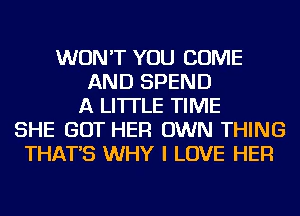 WON'T YOU COME
AND SPEND
A LITTLE TIME
SHE GOT HER OWN THING
THAT'S WHY I LOVE HER